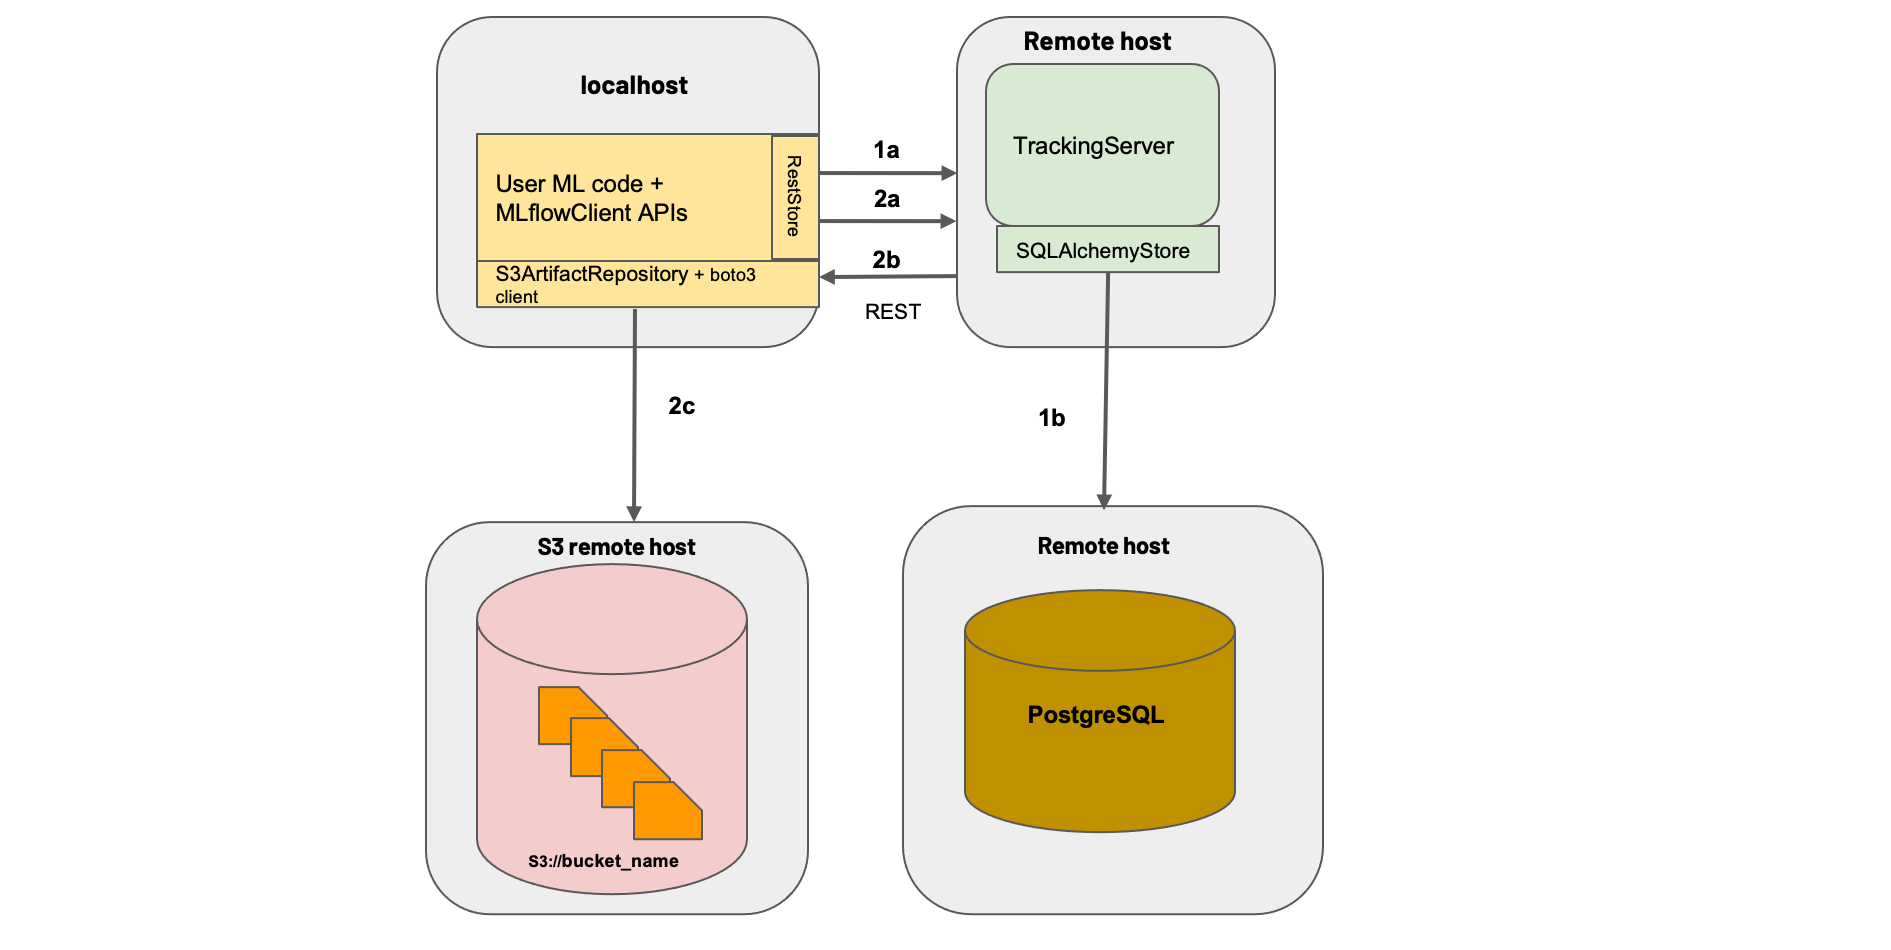 localhost
User ML code +
MLflowClient APIs
RestStore
S3ArtifactRepository + boto3
client
1a
2a
2b
REST
Remote host
TrackingServer
SQLAlchemyStore
2c
1b
S3 remote host
S3://bucket_name
Remote host
PostgreSQL